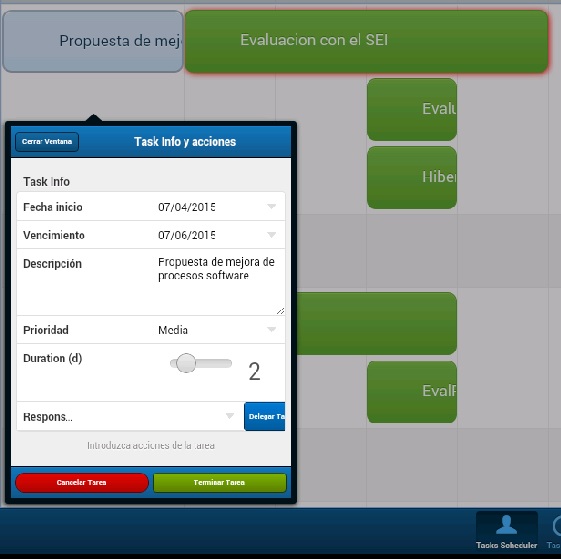 Propuesta de mej
Evaluacion con el SEI
Evalu
Hiber
Cerrar Ventana
Task Info y acciones
Task Info
Fecha inicio 07/04/2015
Vencimiento 07/06/2015
Descripción Propuesta de mejora de
procesos software
Prioridad Media
Duration (d) 2
EvalF
Respons... Delegar Ta
Introduzca acciones de la tarea
Cancelar Tarea
Terminar Tarea
Tasks Scheduler
Tas